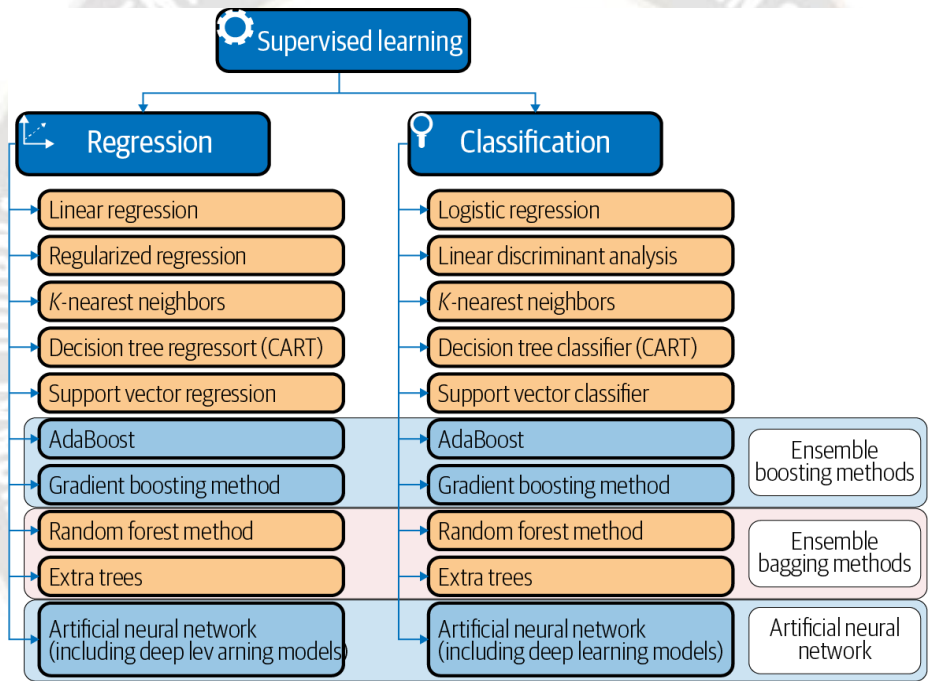 Supervised learning
Regression
Classification
Linear regression
Regularized regression
K-nearest neighbors
Decision tree regressort (CART)
Support vector regression
AdaBoost
Gradient boosting method
Random forest method
Extra trees
Artificial neural network
(including deep lev arning models)
Logistic regression
Linear discriminant analysis
K-nearest neighbors
Decision tree classifier (CART)
Support vector classifier
AdaBoost
Gradient boosting method
Random forest method
Extra trees
Artificial neural network
(including deep learning models)
Ensemble
boosting methods
Ensemble
bagging methods
Artificial neural
network